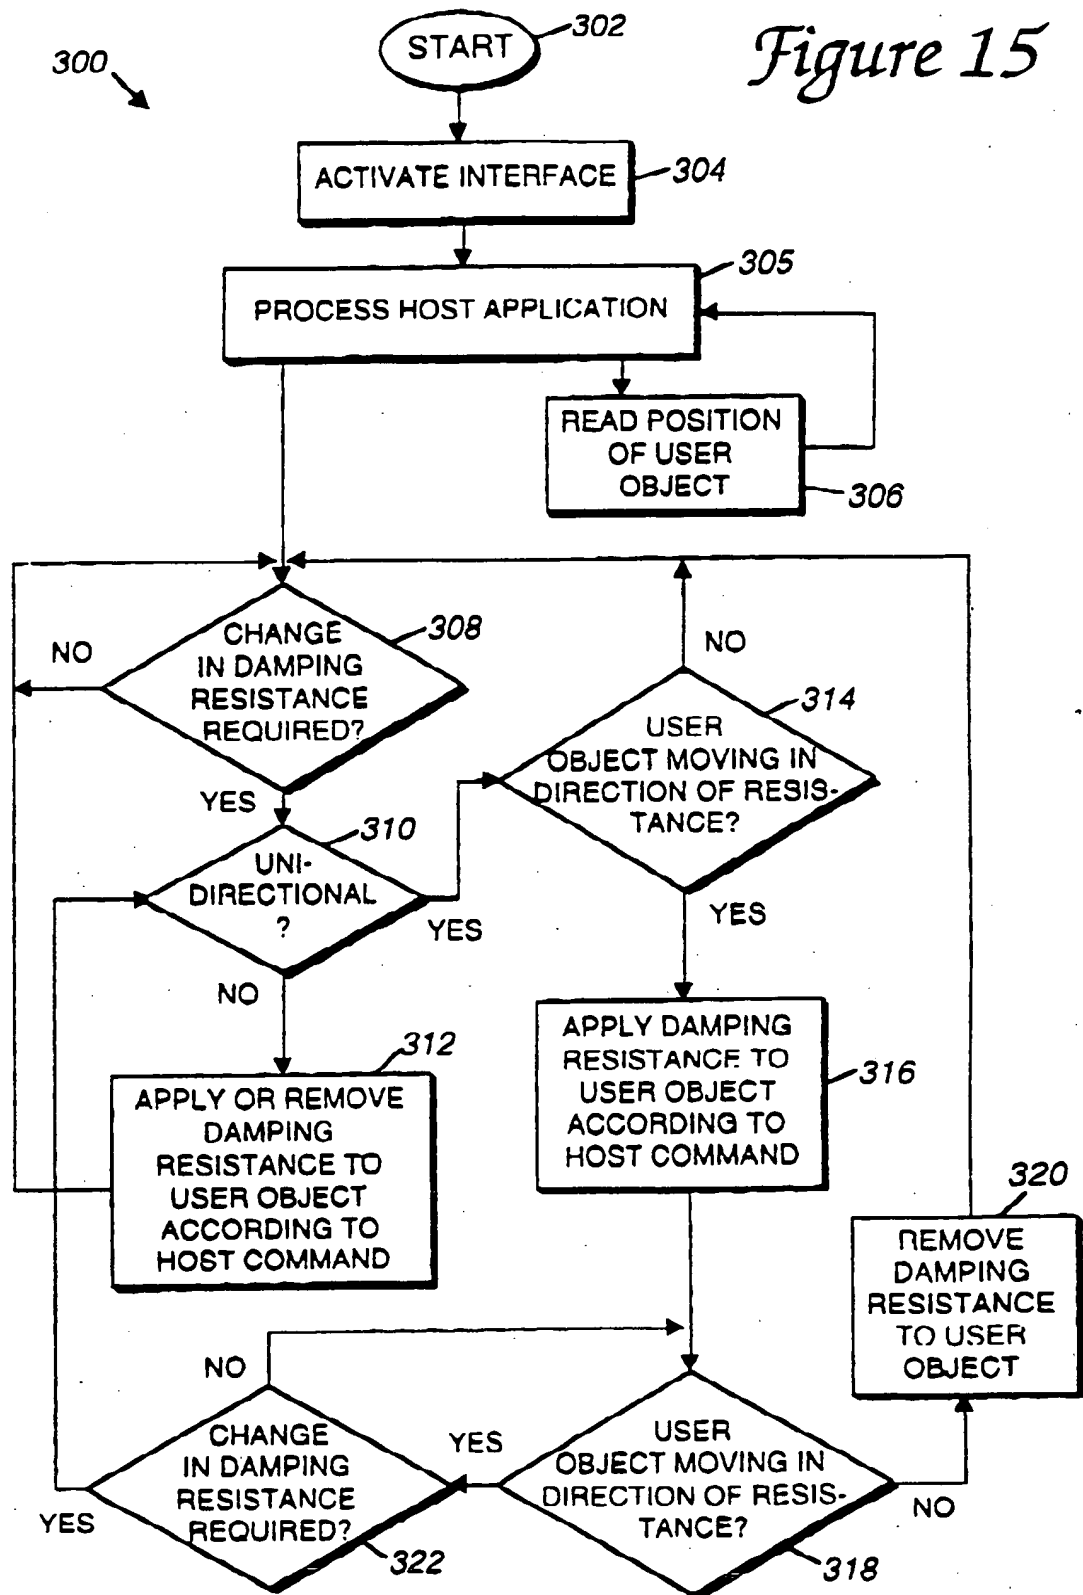 Figure 15
300
START
302
ACTIVATE INTERFACE
304
PROCESS HOST APPLICATION
305
READ POSITION
OF USER
OBJECT
306
CHANGE
IN DAMPING
RESISTANCE
REQUIRED?
308
NO
YES
UNI-
DIRECTIONAL
?
310
YES
NO
APPLY OR REMOVE
DAMPING
RESISTANCE TO
USER OBJECT
ACCORDING TO
HOST COMMAND
312
USER
OBJECT MOVING IN
DIRECTION OF RESIS-
TANCE?
314
NO
YES
APPLY DAMPING
RESISTANCE TO
USER OBJECT
ACCORDING TO
HOST COMMAND
316
USER
OBJECT MOVING IN
DIRECTION OF RESIS-
TANCE?
318
YES
NO
REMOVE
DAMPING
RESISTANCE
TO USER
OBJECT
320
CHANGE
IN DAMPING
RESISTANCE
REQUIRED?
322
NO
YES